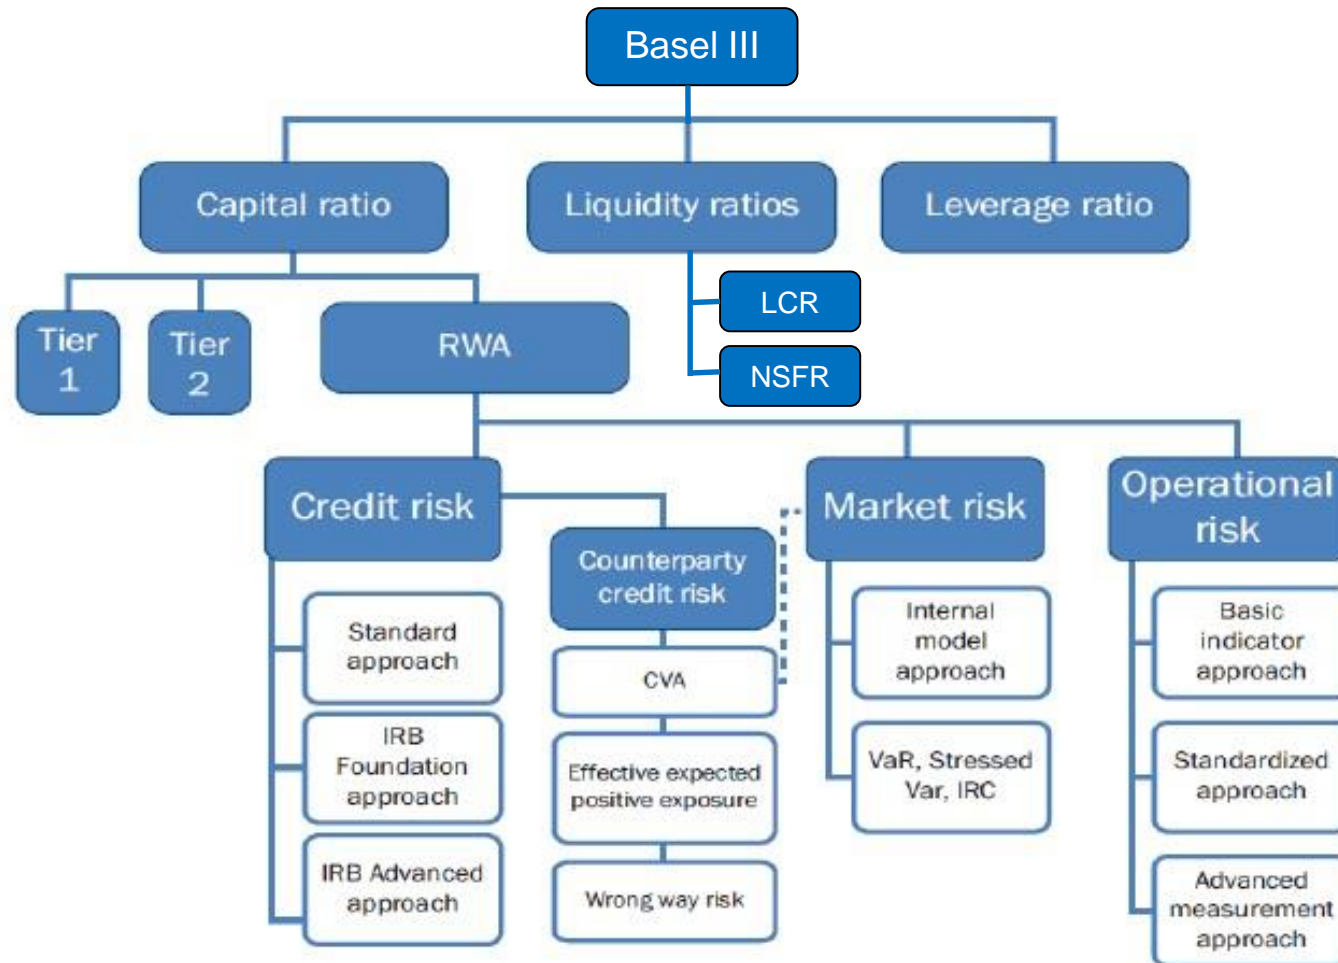 Basel III
Capital ratio
Liquidity ratios
Leverage ratio
LCR
NSFR
Tier
1
Tier
2
RWA
Credit risk
Market risk
Operational
risk
Counterparty
credit risk
Standard
approach
IRB
Foundation
approach
IRB Advanced
approach
CVA
Effective expected
positive exposure
Wrong way risk
Internal
model
approach
VaR, Stressed
Var, IRC
Basic
indicator
approach
Standardized
approach
Advanced
measurement
approach